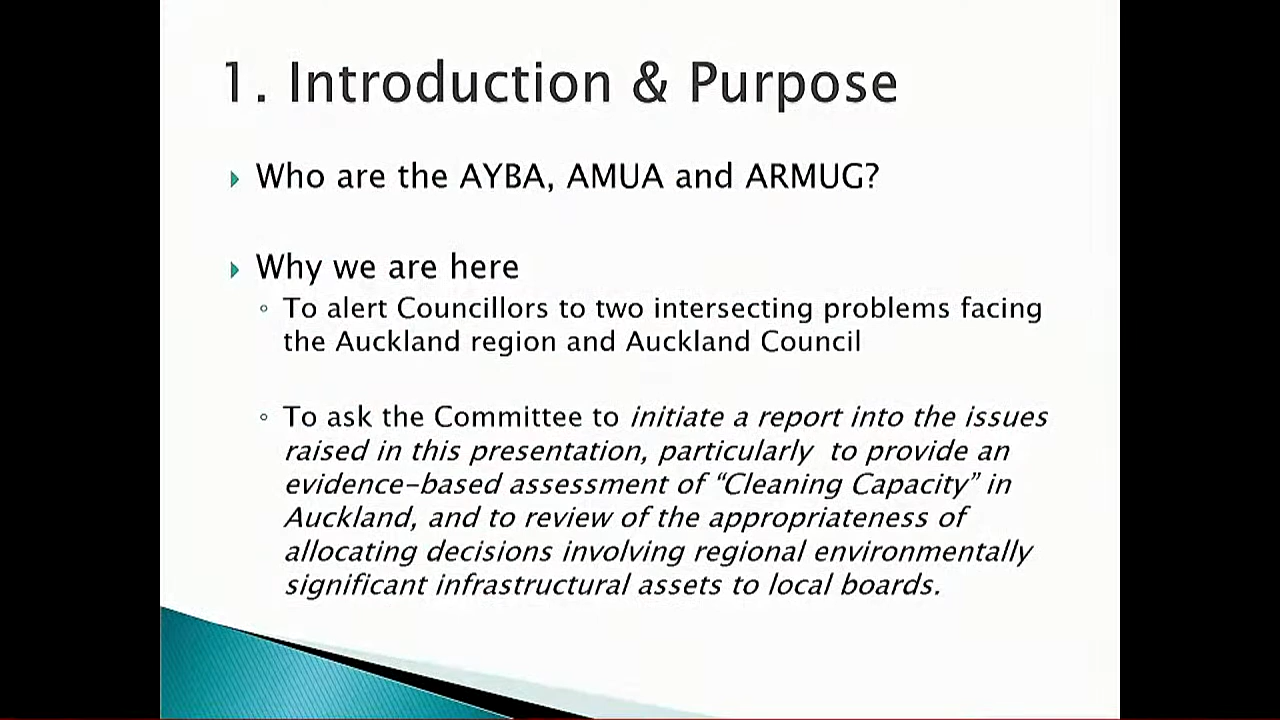 1. Introduction & Purpose
Who are the AYBA, AMUA and ARMUG?
Why we are here
To alert Councillors to two intersecting problems facing
the Auckland region and Auckland Council
To ask the Committee to initiate a report into the issues
raised in this presentation, particularly  to provide an
evidence-based assessment of “Cleaning Capacity” in
Auckland, and to review of the appropriateness of
allocating decisions involving regional environmentally
significant infrastructural assets to local boards.